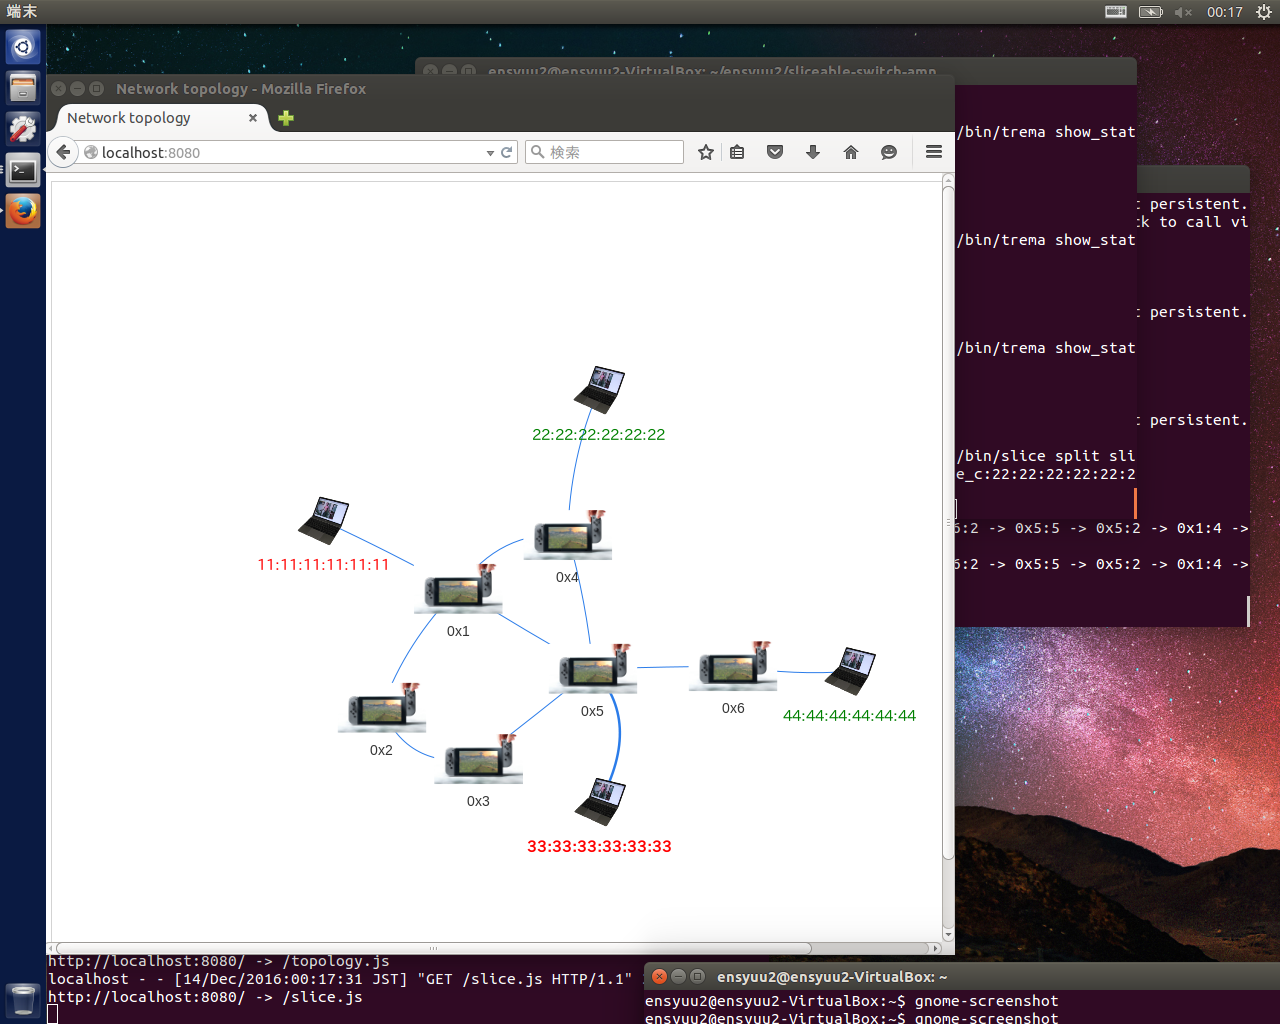 端末
00:17
ensyuu2@ensyuu2-VirtualBox: ~/ensyuu2/sliceable-switch-amp
Network topology - Mozilla Firefox
Network topology
localhost:8080
検索
/bin/trema show_stat
/bin/trema show_stat
/bin/trema show_stat
/bin/slice split sli
e_c:22:22:22:22:22:2
t persistent.
ck to call vi
t persistent.
t persistent.
6:2 -> 0x5:5 -> 0x5:2 -> 0x1:4 ->
6:2 -> 0x5:5 -> 0x5:2 -> 0x1:4 ->
22:22:22:22:22:22
11:11:11:11:11:11
0x4
0x1
0x5
0x6
44:44:44:44:44:44
0x2
0x3
33:33:33:33:33:33
http://localhost:8080/ -> /topology.js
localhost - - [14/Dec/2016:00:17:31 JST] "GET /slice.js HTTP/1.1"
http://localhost:8080/ -> /slice.js
ensyuu2@ensyuu2-VirtualBox: ~
ensyuu2@ensyuu2-VirtualBox:~$ gnome-screenshot
ensyuu2@ensyuu2-VirtualBox:~$ gnome-screenshot